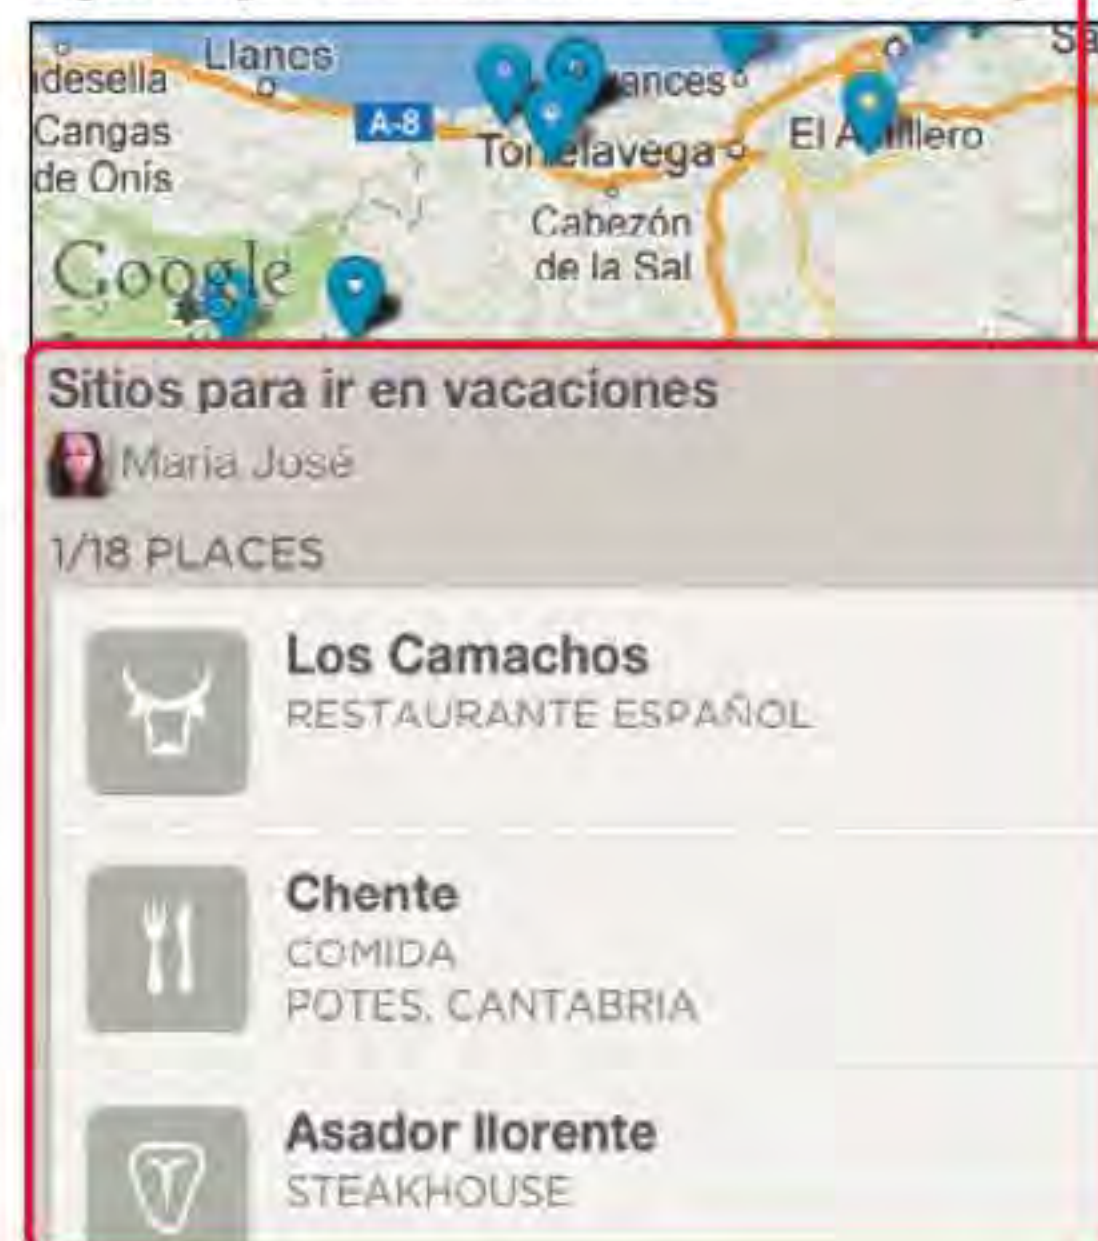 Llanes
A-8
Cangas
de Onís
Torrelavega
Cabezón
de la Sal
Google
Sitios para ir en vacaciones
María José
1/18 PLACES
Los Camachos
RESTAURANTE ESPAÑOL
Chente
COMIDA
POTES, CANTABRIA
Asador llorente
STEAKHOUSE